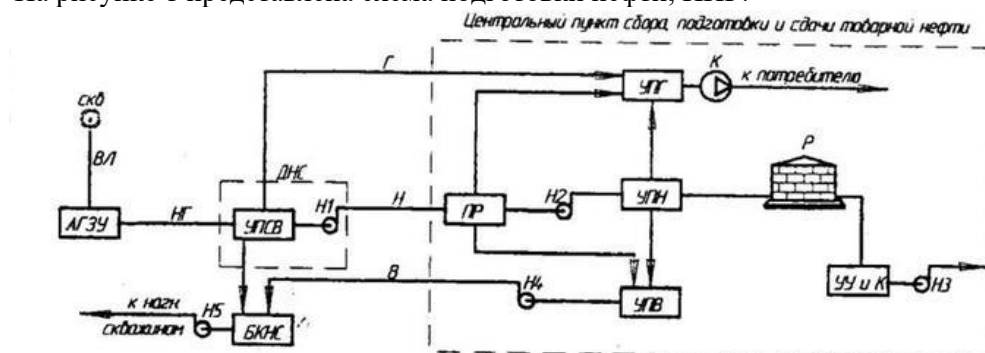 Центральный пункт сбора, подготовки и сдачи товарной нефти
Г
К
УПГ
к потребителю
скв
ВЛ
ДНС
Р
АГЗУ
НГ
УПСВ
Н1
Н
ПР
Н2
УПН
В
Н4
УПВ
УУ и К
Н3
к нагн.
скважинам
Н5
БКНС